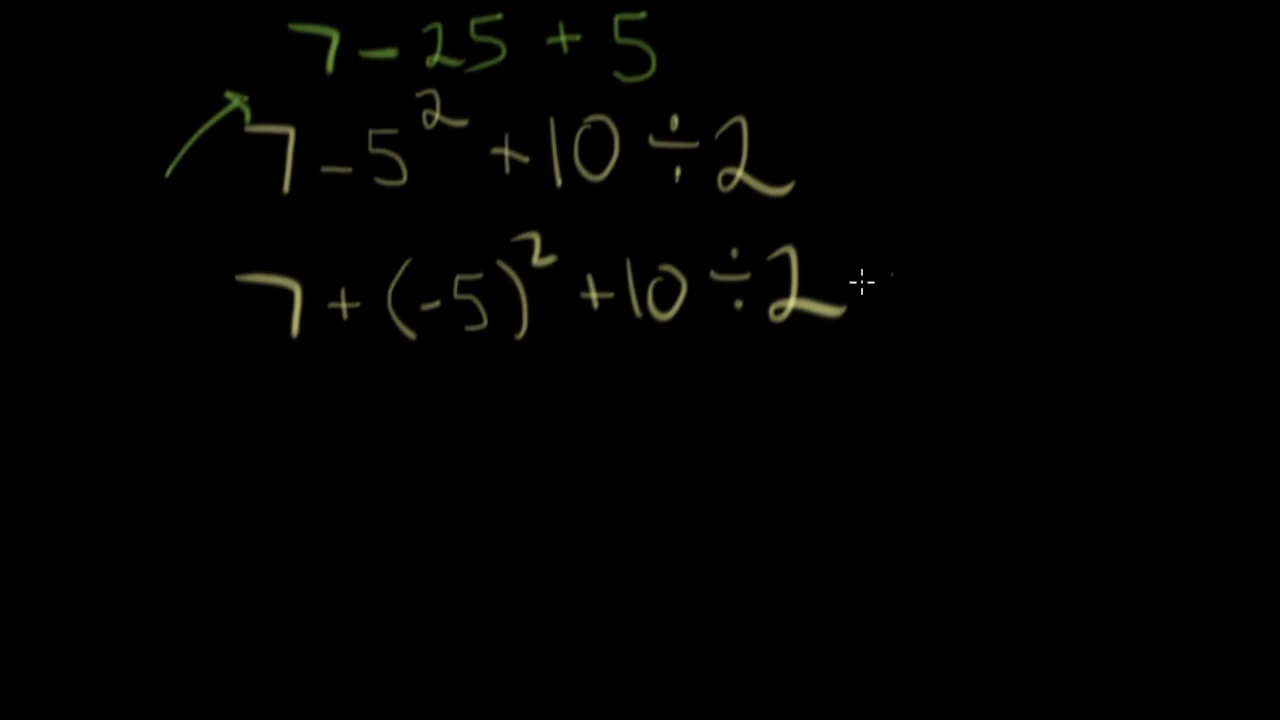 7 - 25 + 5
7 - 5² + 10 ÷ 2
7 + (-5)² + 10 ÷ 2